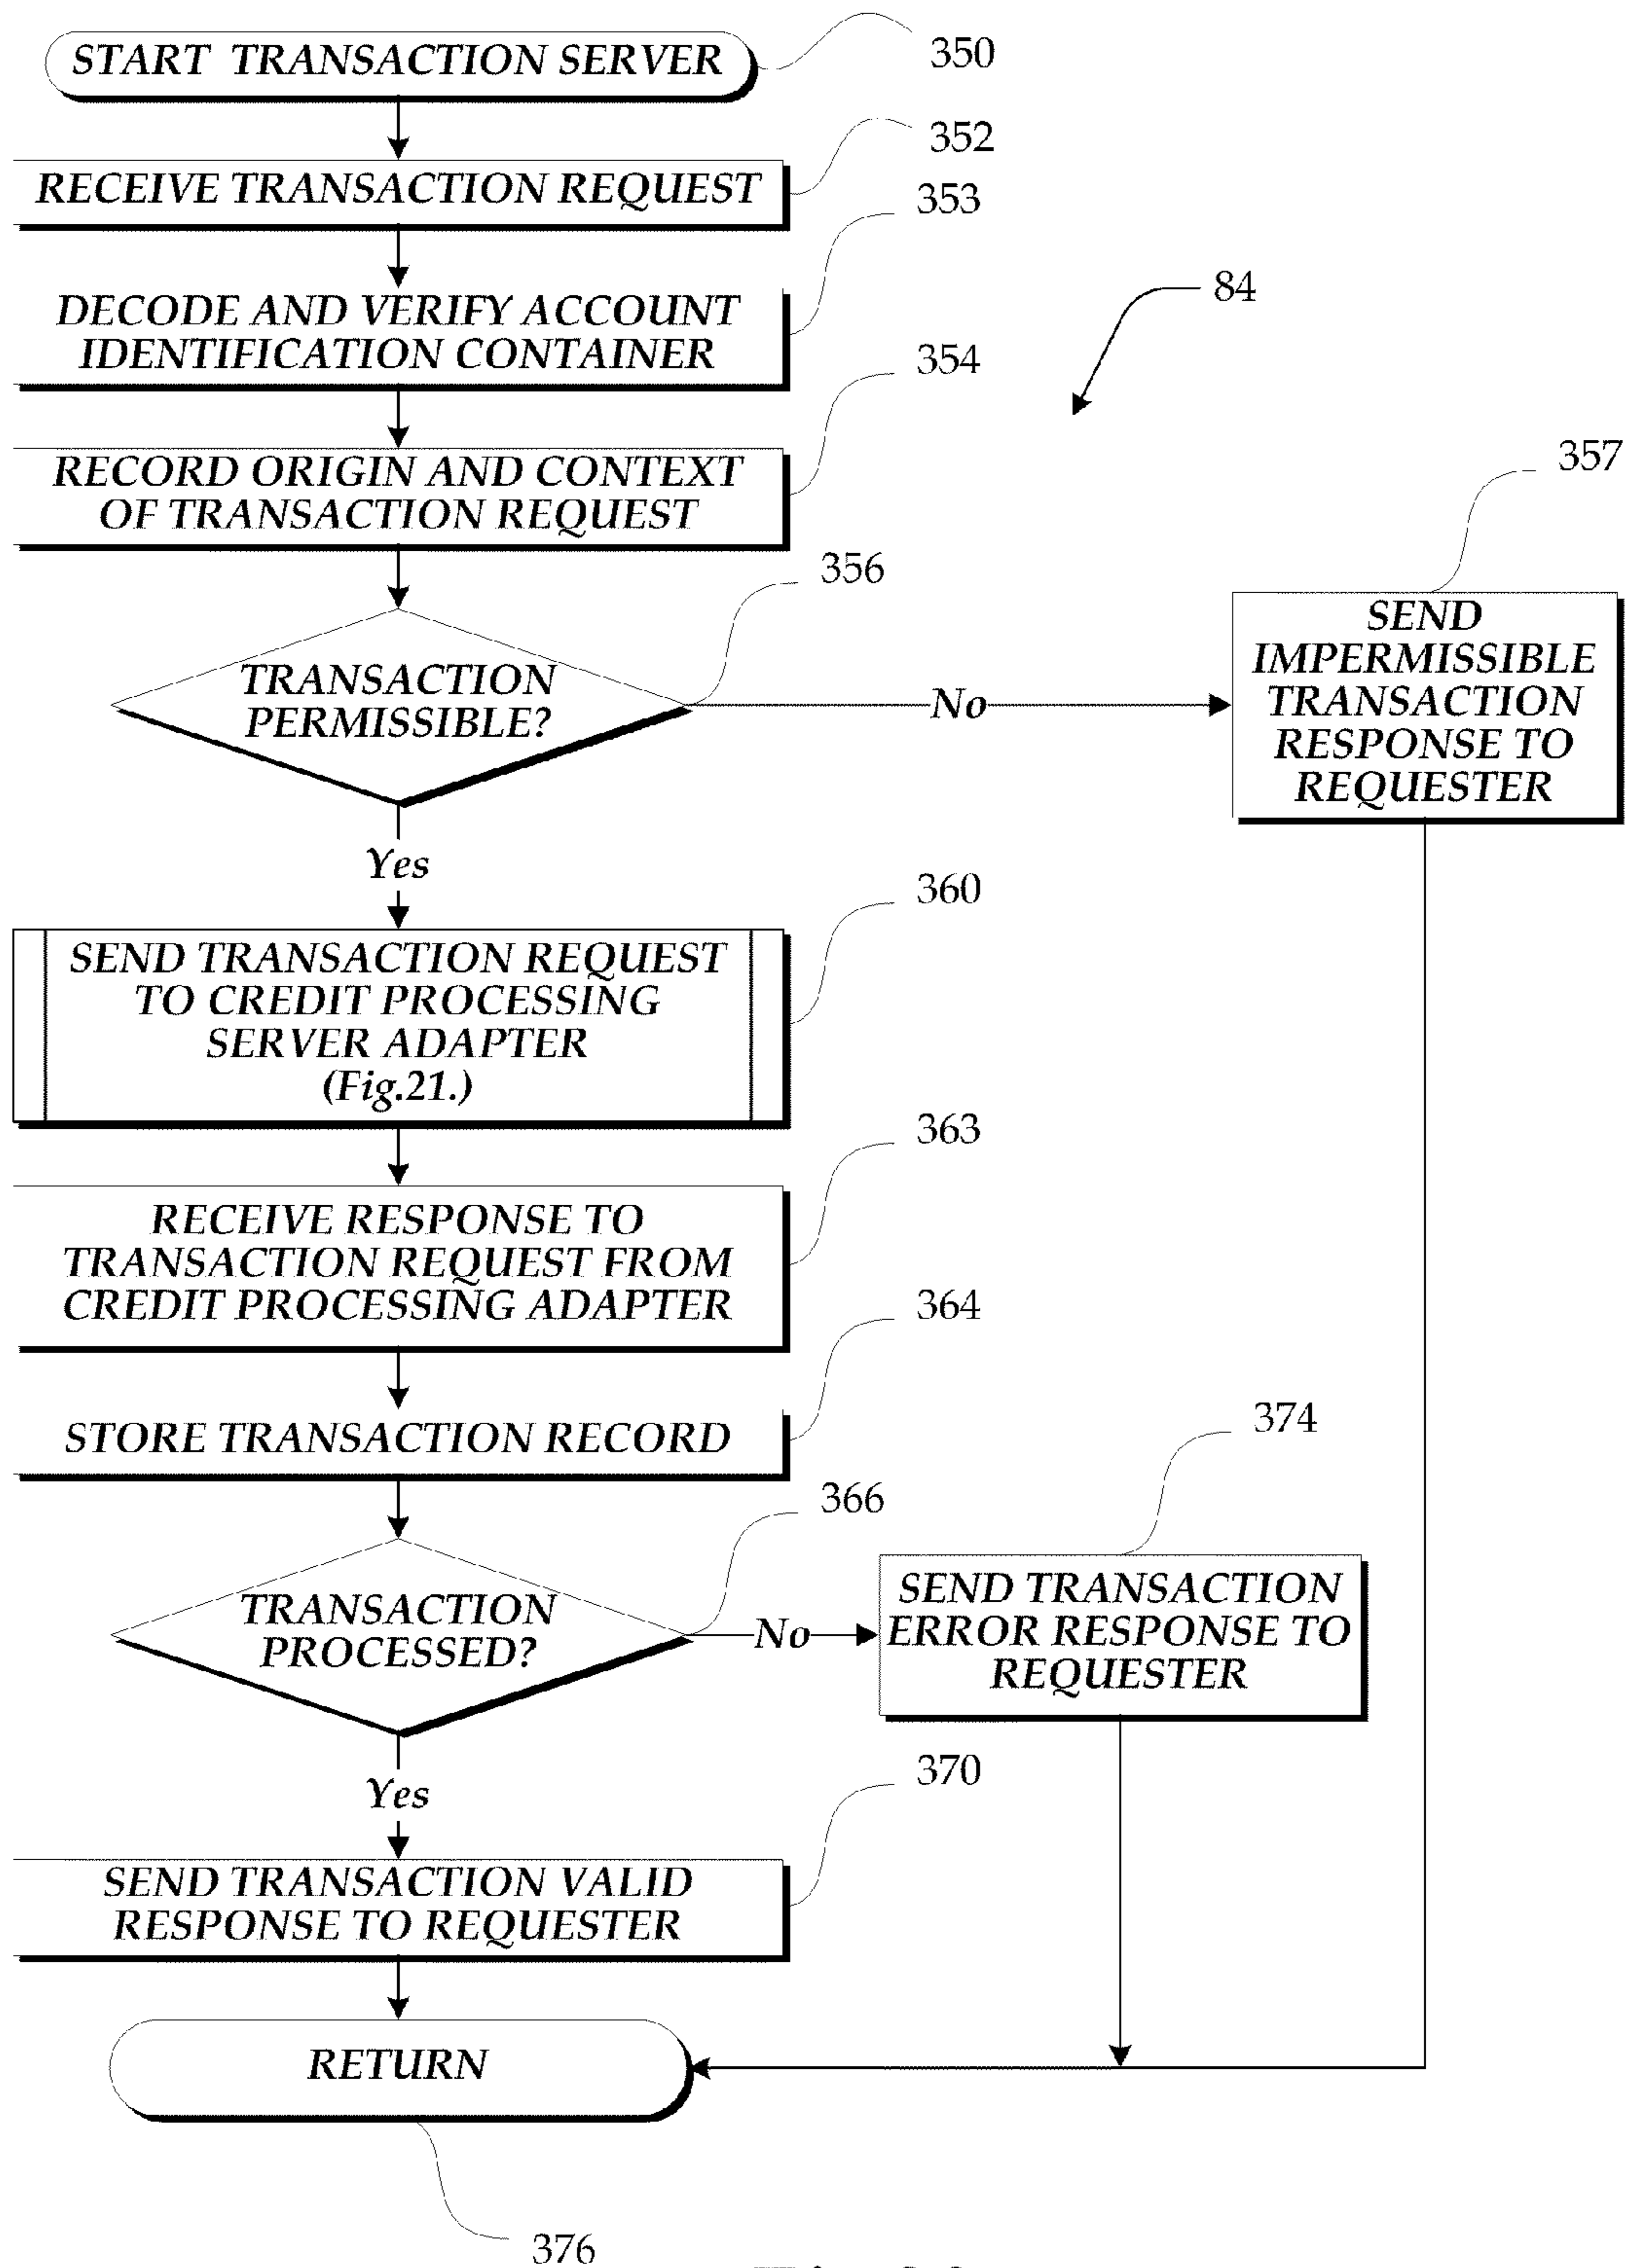 START TRANSACTION SERVER
350
RECEIVE TRANSACTION REQUEST
352
DECODE AND VERIFY ACCOUNT
IDENTIFICATION CONTAINER
353
84
RECORD ORIGIN AND CONTEXT
OF TRANSACTION REQUEST
354
TRANSACTION
PERMISSIBLE?
356
No
357
SEND
IMPERMISSIBLE
TRANSACTION
RESPONSE TO
REQUESTER
Yes
SEND TRANSACTION REQUEST
TO CREDIT PROCESSING
SERVER ADAPTER
(Fig.21.)
360
RECEIVE RESPONSE TO
TRANSACTION REQUEST FROM
CREDIT PROCESSING ADAPTER
363
STORE TRANSACTION RECORD
364
TRANSACTION
PROCESSED?
366
No
374
SEND TRANSACTION
ERROR RESPONSE TO
REQUESTER
Yes
SEND TRANSACTION VALID
RESPONSE TO REQUESTER
370
RETURN
376